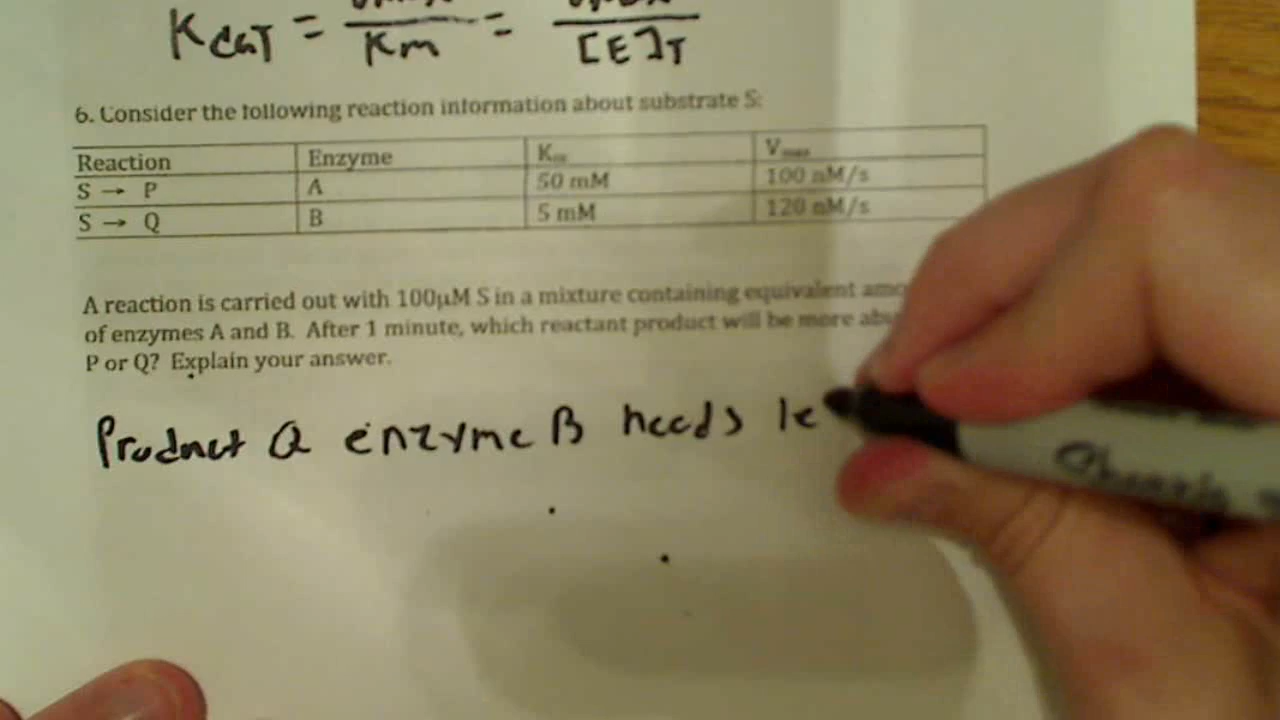 Kcat = Km = [E]T
6. Consider the following reaction information about substrate S:
Reaction Enzyme Km Vmax
S → P A 50 mM 100 nM/s
S → Q B 5 mM 120 nM/s
A reaction is carried out with 100µM S in a mixture containing equivalent
of enzymes A and B. After 1 minute, which reactant product will be more
P or Q? Explain your answer.
Product Q enzyme B needs le